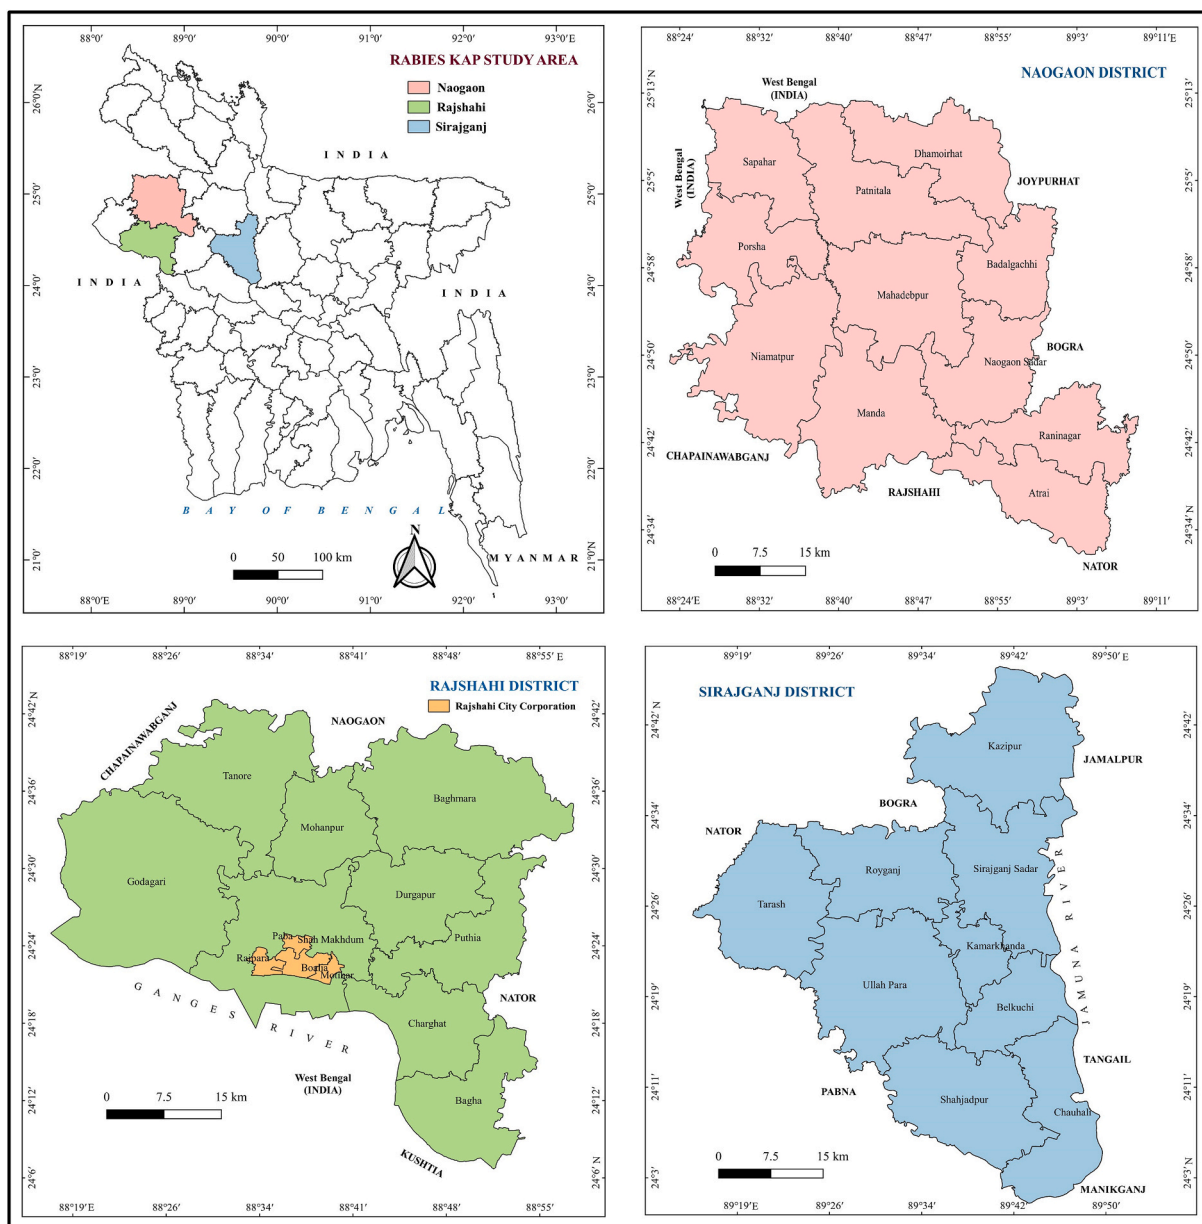 88°0' 89°0' 90°0' 91°0' 92°0' 93°0' E
RABIES KAP STUDY AREA
Naogaon
Rajshahi
Sirajganj
26°0'N
25°0'
24°0'
23°0'
22°0'
21°0'
26°0'N
25°0'
24°0'
23°0'
22°0'
21°0'N
INDIA
INDIA
INDIA
BAY OF BENGAL
MYANMAR
N
0 50 100 km
88°0'E 89°0' 90°0' 91°0' 92°0' 93°0'
88°24' 88°32' 88°40' 88°47' 88°55' 89°3' 89°11' E
NAOGAON DISTRICT
West Bengal
(INDIA)
West Bengal
(INDIA)
25°13'N
25°5'
24°58'
24°50'
24°42'
24°34'
25°13'
25°5'
24°58'
24°50'
24°42'
24°34' N
Dhamoirhat
Sapahar
Patnitala
JOYPURHAT
Porsha
Badalgachhi
Mahadebpur
BOGRA
Niamatpur
Naogaon Sadar
Manda
Raninagar
CHAPAINAWABGANJ
RAJSHAHI
Atrai
NATOR
0 7.5 15 km
88°24' E 88°32' 88°40' 88°47' 88°55' 89°3' 89°11'
88°19' 88°26' 88°34' 88°41' 88°48' 88°55' E
RAJSHAHI DISTRICT
Rajshahi City Corporation
24°42' N
24°36'
24°30'
24°24'
24°18'
24°12'
24°6'
24°42'
24°36'
24°30'
24°24'
24°18'
24°12'
24°6' N
CHAPAINAWABGANJ
NAOGAON
Tanore
Baghmara
Mohanpur
Godagari
Durgapur
Puthia
Paba
Shah Makhdum
Rajpara
Boalia
Motihar
GANGES RIVER
NATOR
Charghat
West Bengal
(INDIA)
Bagha
KUSHTIA
0 7.5 15 km
88°19' E 88°26' 88°34' 88°41' 88°48' 88°55'
89°19' 89°26' 89°34' 89°42' 89°50' E
SIRAJGANJ DISTRICT
24°42' N
24°34'
24°26'
24°19'
24°11'
24°3'
24°42'
24°34'
24°26'
24°19'
24°11'
24°3' N
Kazipur
JAMALPUR
BOGRA
NATOR
Royganj
Sirajganj Sadar
Tarash
JAMUNA RIVER
Kamarkhanda
Ullah Para
Belkuchi
TANGAIL
PABNA
Shahjadpur
Chauhali
MANIKGANJ
0 7.5 15 km
89°19' E 89°26' 89°34' 89°42' 89°50'